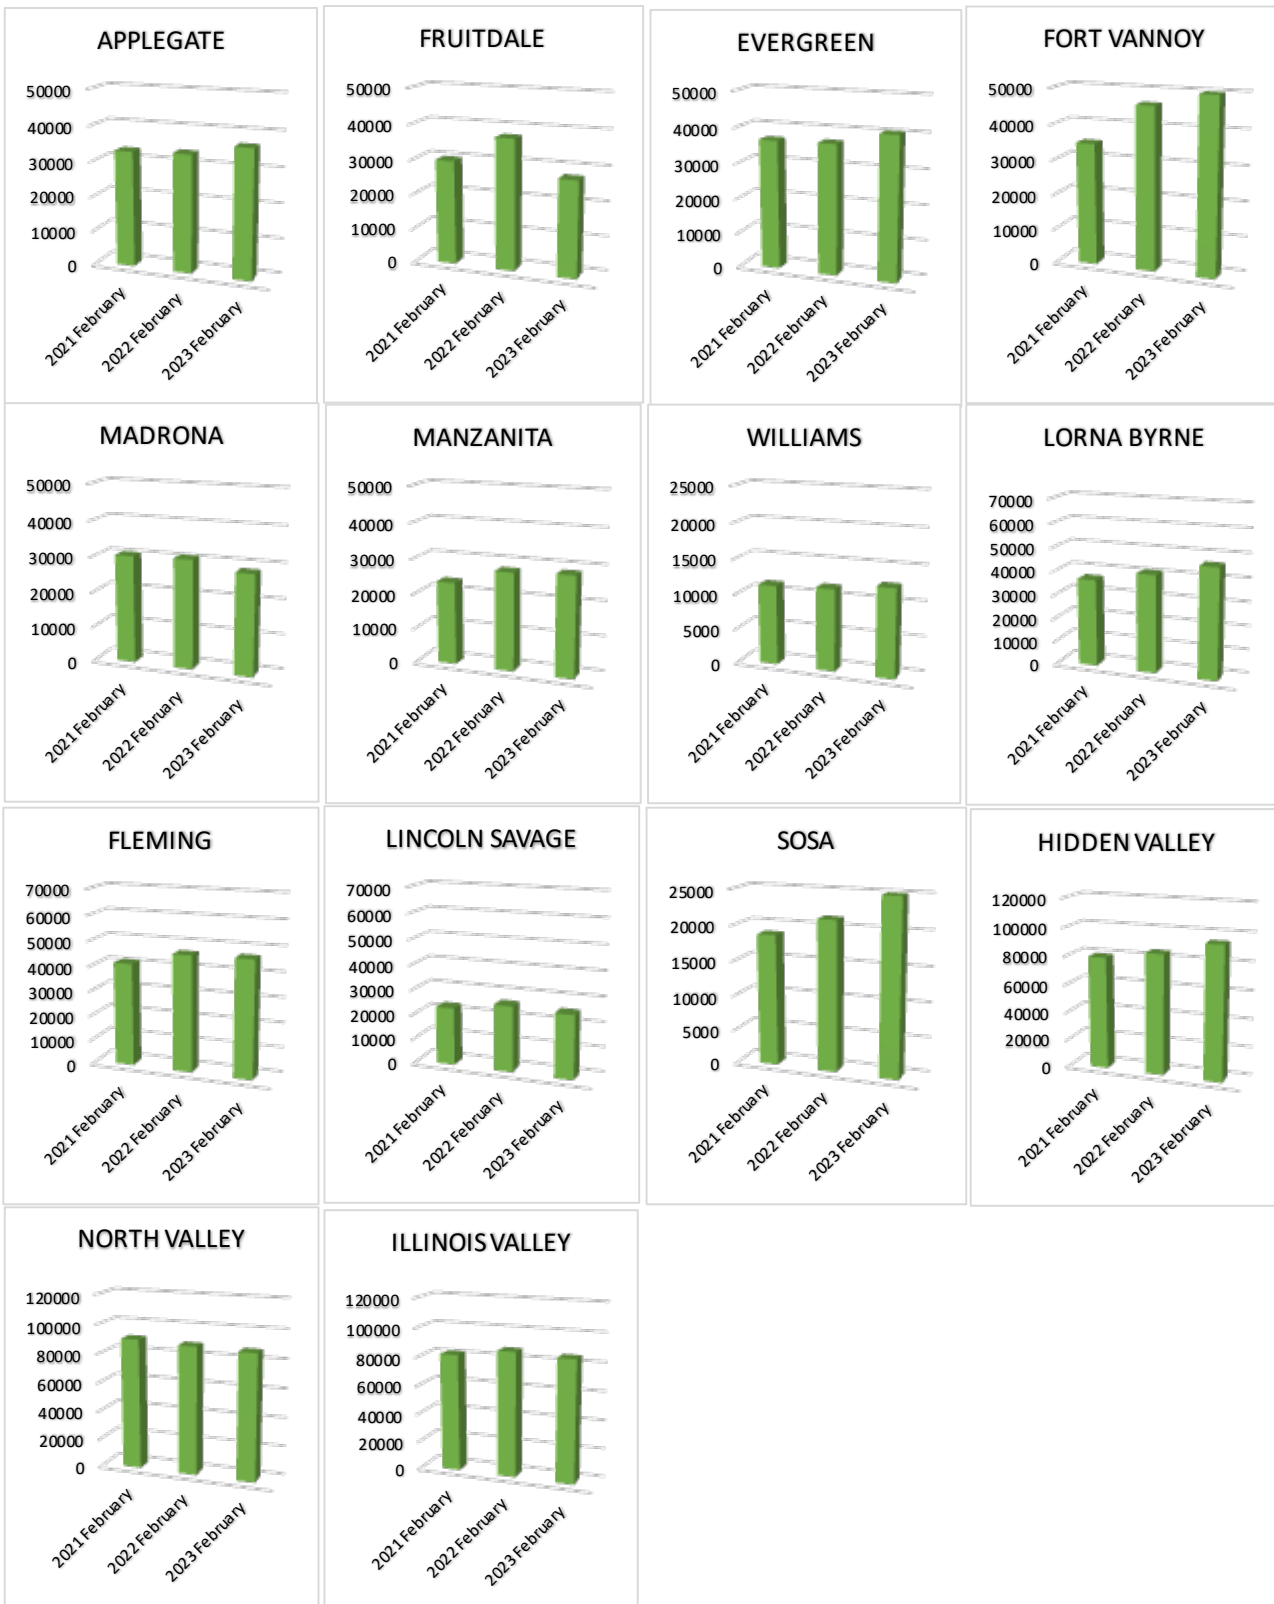 APPLEGATE
50000
40000
30000
20000
10000
0
2021 February
2022 February
2023 February
FRUITDALE
50000
40000
30000
20000
10000
0
2021 February
2022 February
2023 February
EVERGREEN
50000
40000
30000
20000
10000
0
2021 February
2022 February
2023 February
FORT VANNOY
50000
40000
30000
20000
10000
0
2021 February
2022 February
2023 February
MADRONA
50000
40000
30000
20000
10000
0
2021 February
2022 February
2023 February
MANZANITA
50000
40000
30000
20000
10000
0
2021 February
2022 February
2023 February
WILLIAMS
25000
20000
15000
10000
5000
0
2021 February
2022 February
2023 February
LORNA BYRNE
70000
60000
50000
40000
30000
20000
10000
0
2021 February
2022 February
2023 February
FLEMING
70000
60000
50000
40000
30000
20000
10000
0
2021 February
2022 February
2023 February
LINCOLN SAVAGE
70000
60000
50000
40000
30000
20000
10000
0
2021 February
2022 February
2023 February
SOSA
25000
20000
15000
10000
5000
0
2021 February
2022 February
2023 February
HIDDEN VALLEY
120000
100000
80000
60000
40000
20000
0
2021 February
2022 February
2023 February
NORTH VALLEY
120000
100000
80000
60000
40000
20000
0
2021 February
2022 February
2023 February
ILLINOIS VALLEY
120000
100000
80000
60000
40000
20000
0
2021 February
2022 February
2023 February